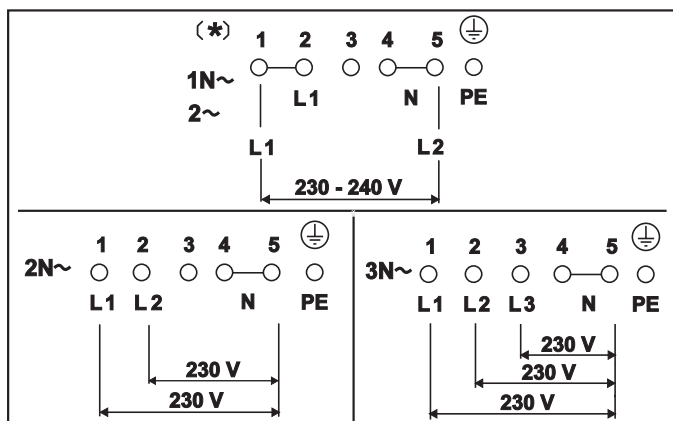 (*) 1 2 3 4 5
1N~
L1 N PE
2~
L1 L2
230 - 240 V
1 2 3 4 5
2N~
L1 L2 N PE
230 V
230 V
1 2 3 4 5
3N~
L1 L2 L3 N PE
230 V
230 V
230 V